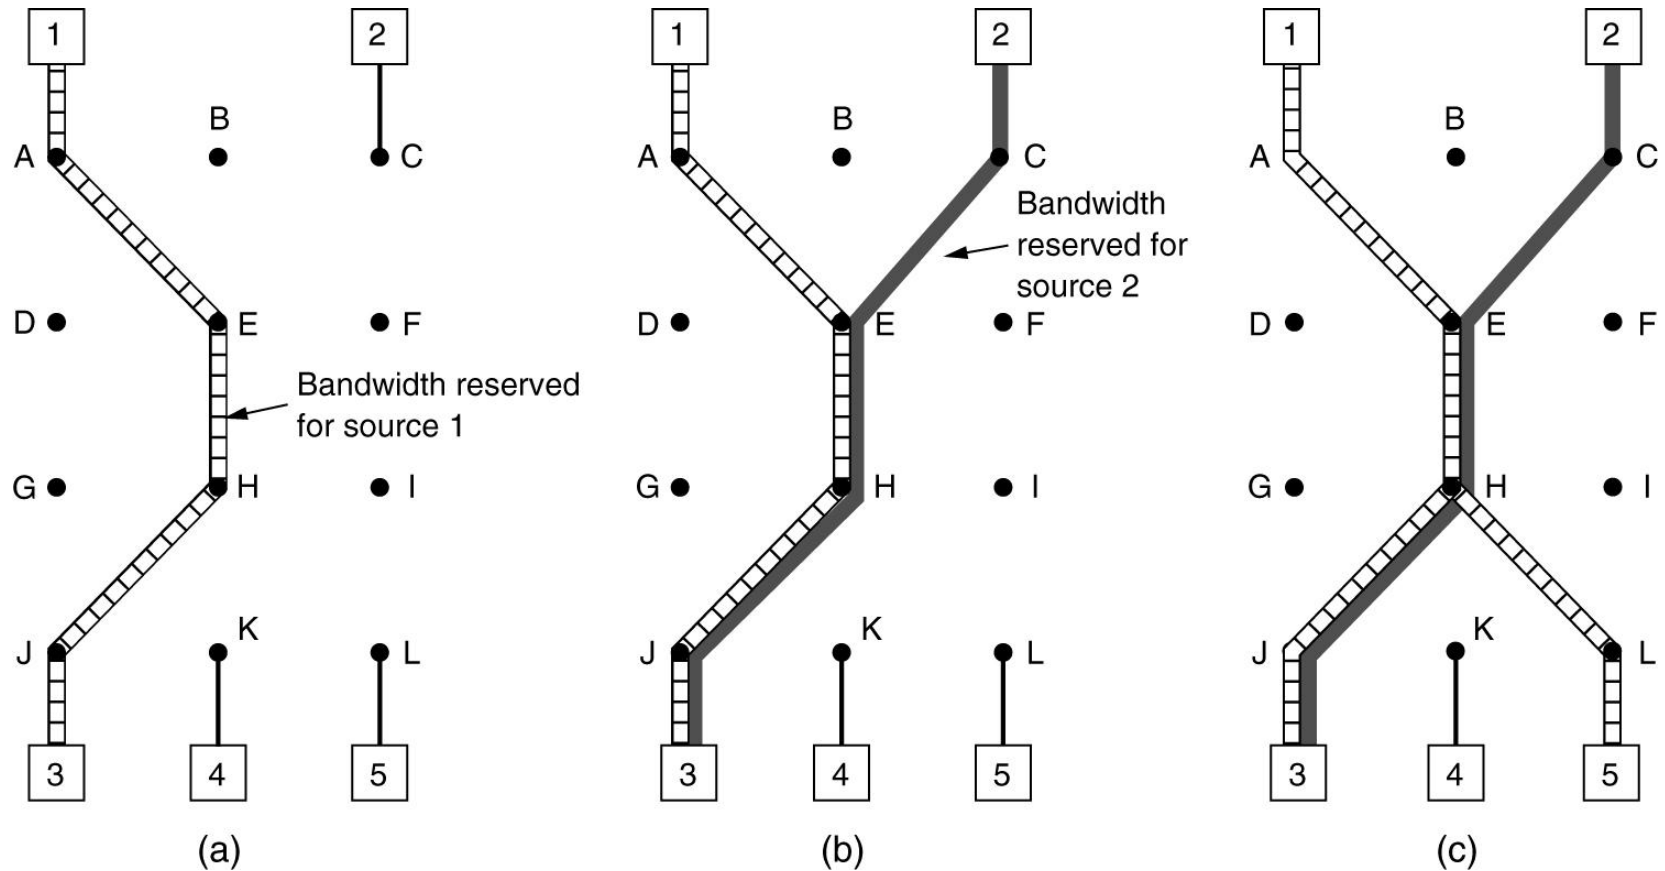 1
2
B
A
C
D
E
F
Bandwidth reserved
for source 1
G
H
I
K
J
L
3
4
5
(a)
1
2
B
A
C
Bandwidth
reserved for
source 2
D
E
F
G
H
I
K
J
L
3
4
5
(b)
1
2
B
A
C
D
E
F
G
H
I
K
J
L
3
4
5
(c)